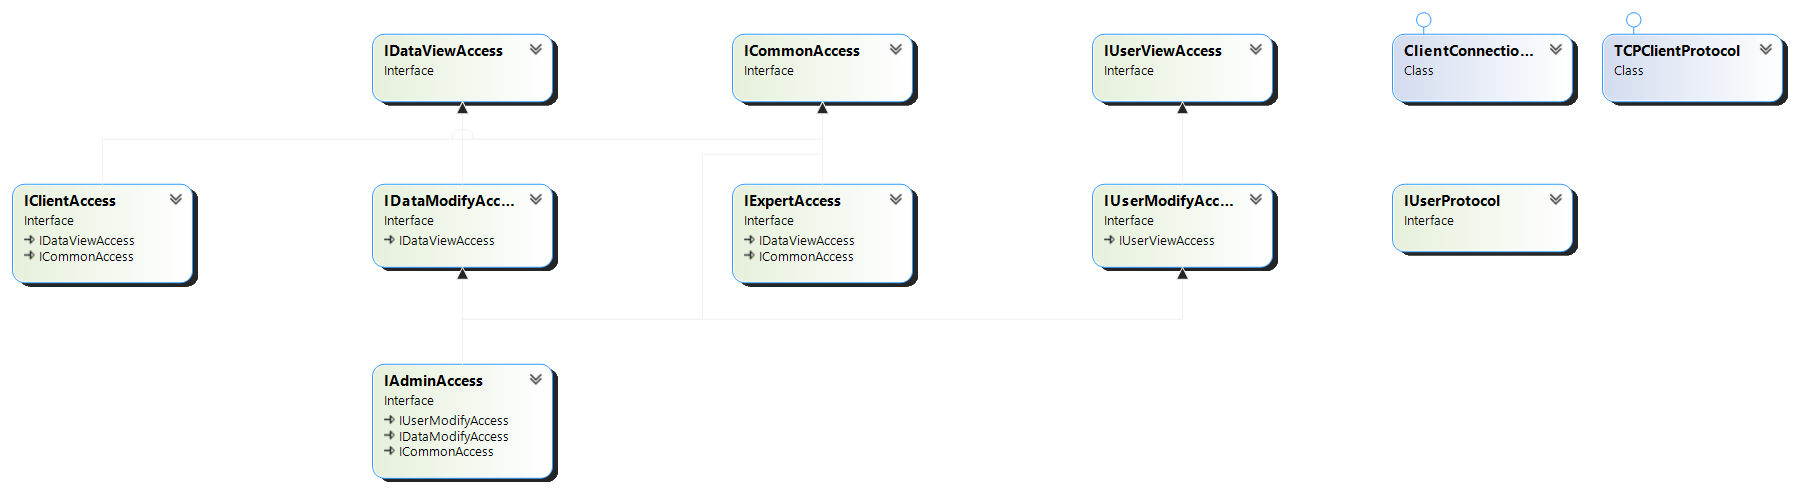 IDataViewAccess
Interface
ICommonAccess
Interface
IUserViewAccess
Interface
ClientConnectio...
Class
TCPClientProtocol
Class
IClientAccess
Interface
IDataViewAccess
ICommonAccess
IDataModifyAcc...
Interface
IDataViewAccess
IExpertAccess
Interface
IDataViewAccess
ICommonAccess
IUserModifyAcc...
Interface
IUserViewAccess
IUserProtocol
Interface
IAdminAccess
Interface
IUserModifyAccess
IDataModifyAccess
ICommonAccess